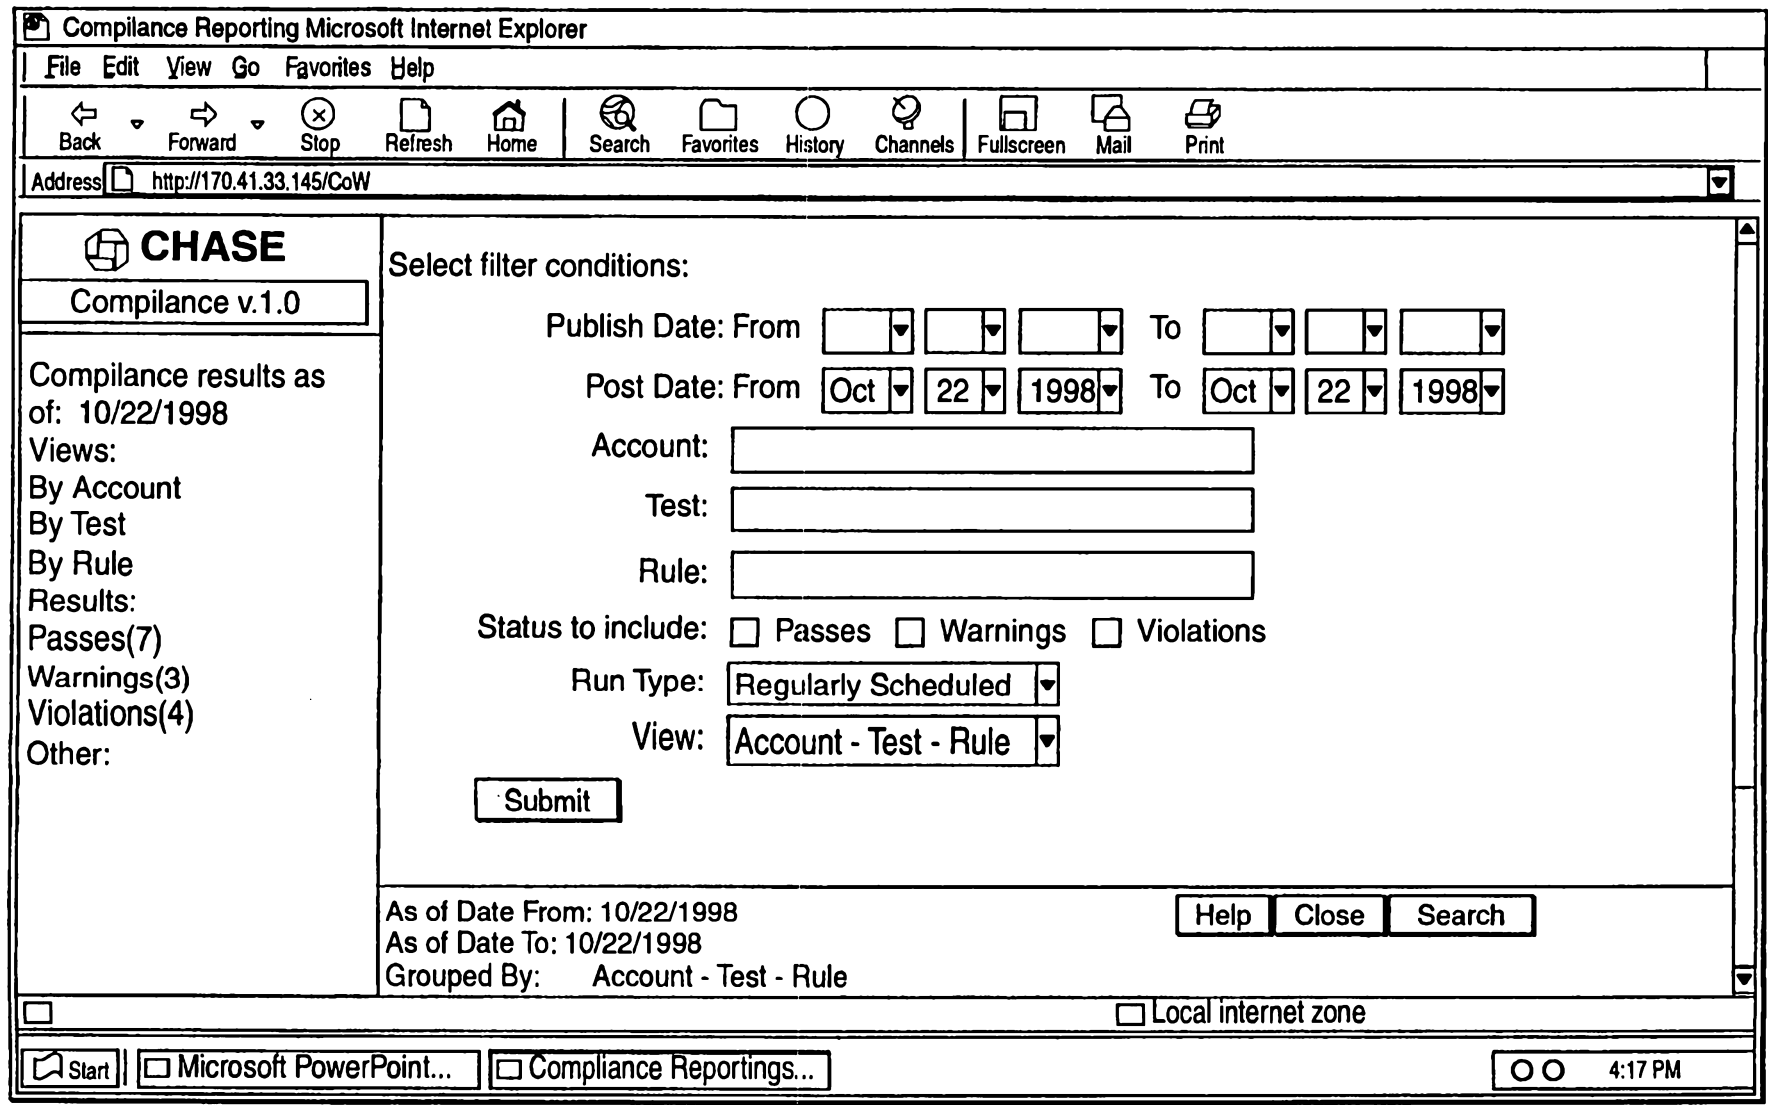 Compilance Reporting Microsoft Internet Explorer
File Edit View Go Favorites Help
Back Forward Stop Refresh Home Search Favorites History Channels Fullscreen Mail Print
Address http://170.41.33.145/CoW
CHASE
Compilance v.1.0
Compilance results as
of: 10/22/1998
Views:
By Account
By Test
By Rule
Results:
Passes(7)
Warnings(3)
Violations(4)
Other:
Select filter conditions:
Publish Date: From To
Post Date: From Oct 22 1998 To Oct 22 1998
Account:
Test:
Rule:
Status to include: Passes Warnings Violations
Run Type: Regularly Scheduled
View: Account - Test - Rule
Submit
As of Date From: 10/22/1998
As of Date To: 10/22/1998
Grouped By: Account - Test - Rule
Help Close Search
Local internet zone
Start Microsoft PowerPoint... Compliance Reportings... 4:17 PM